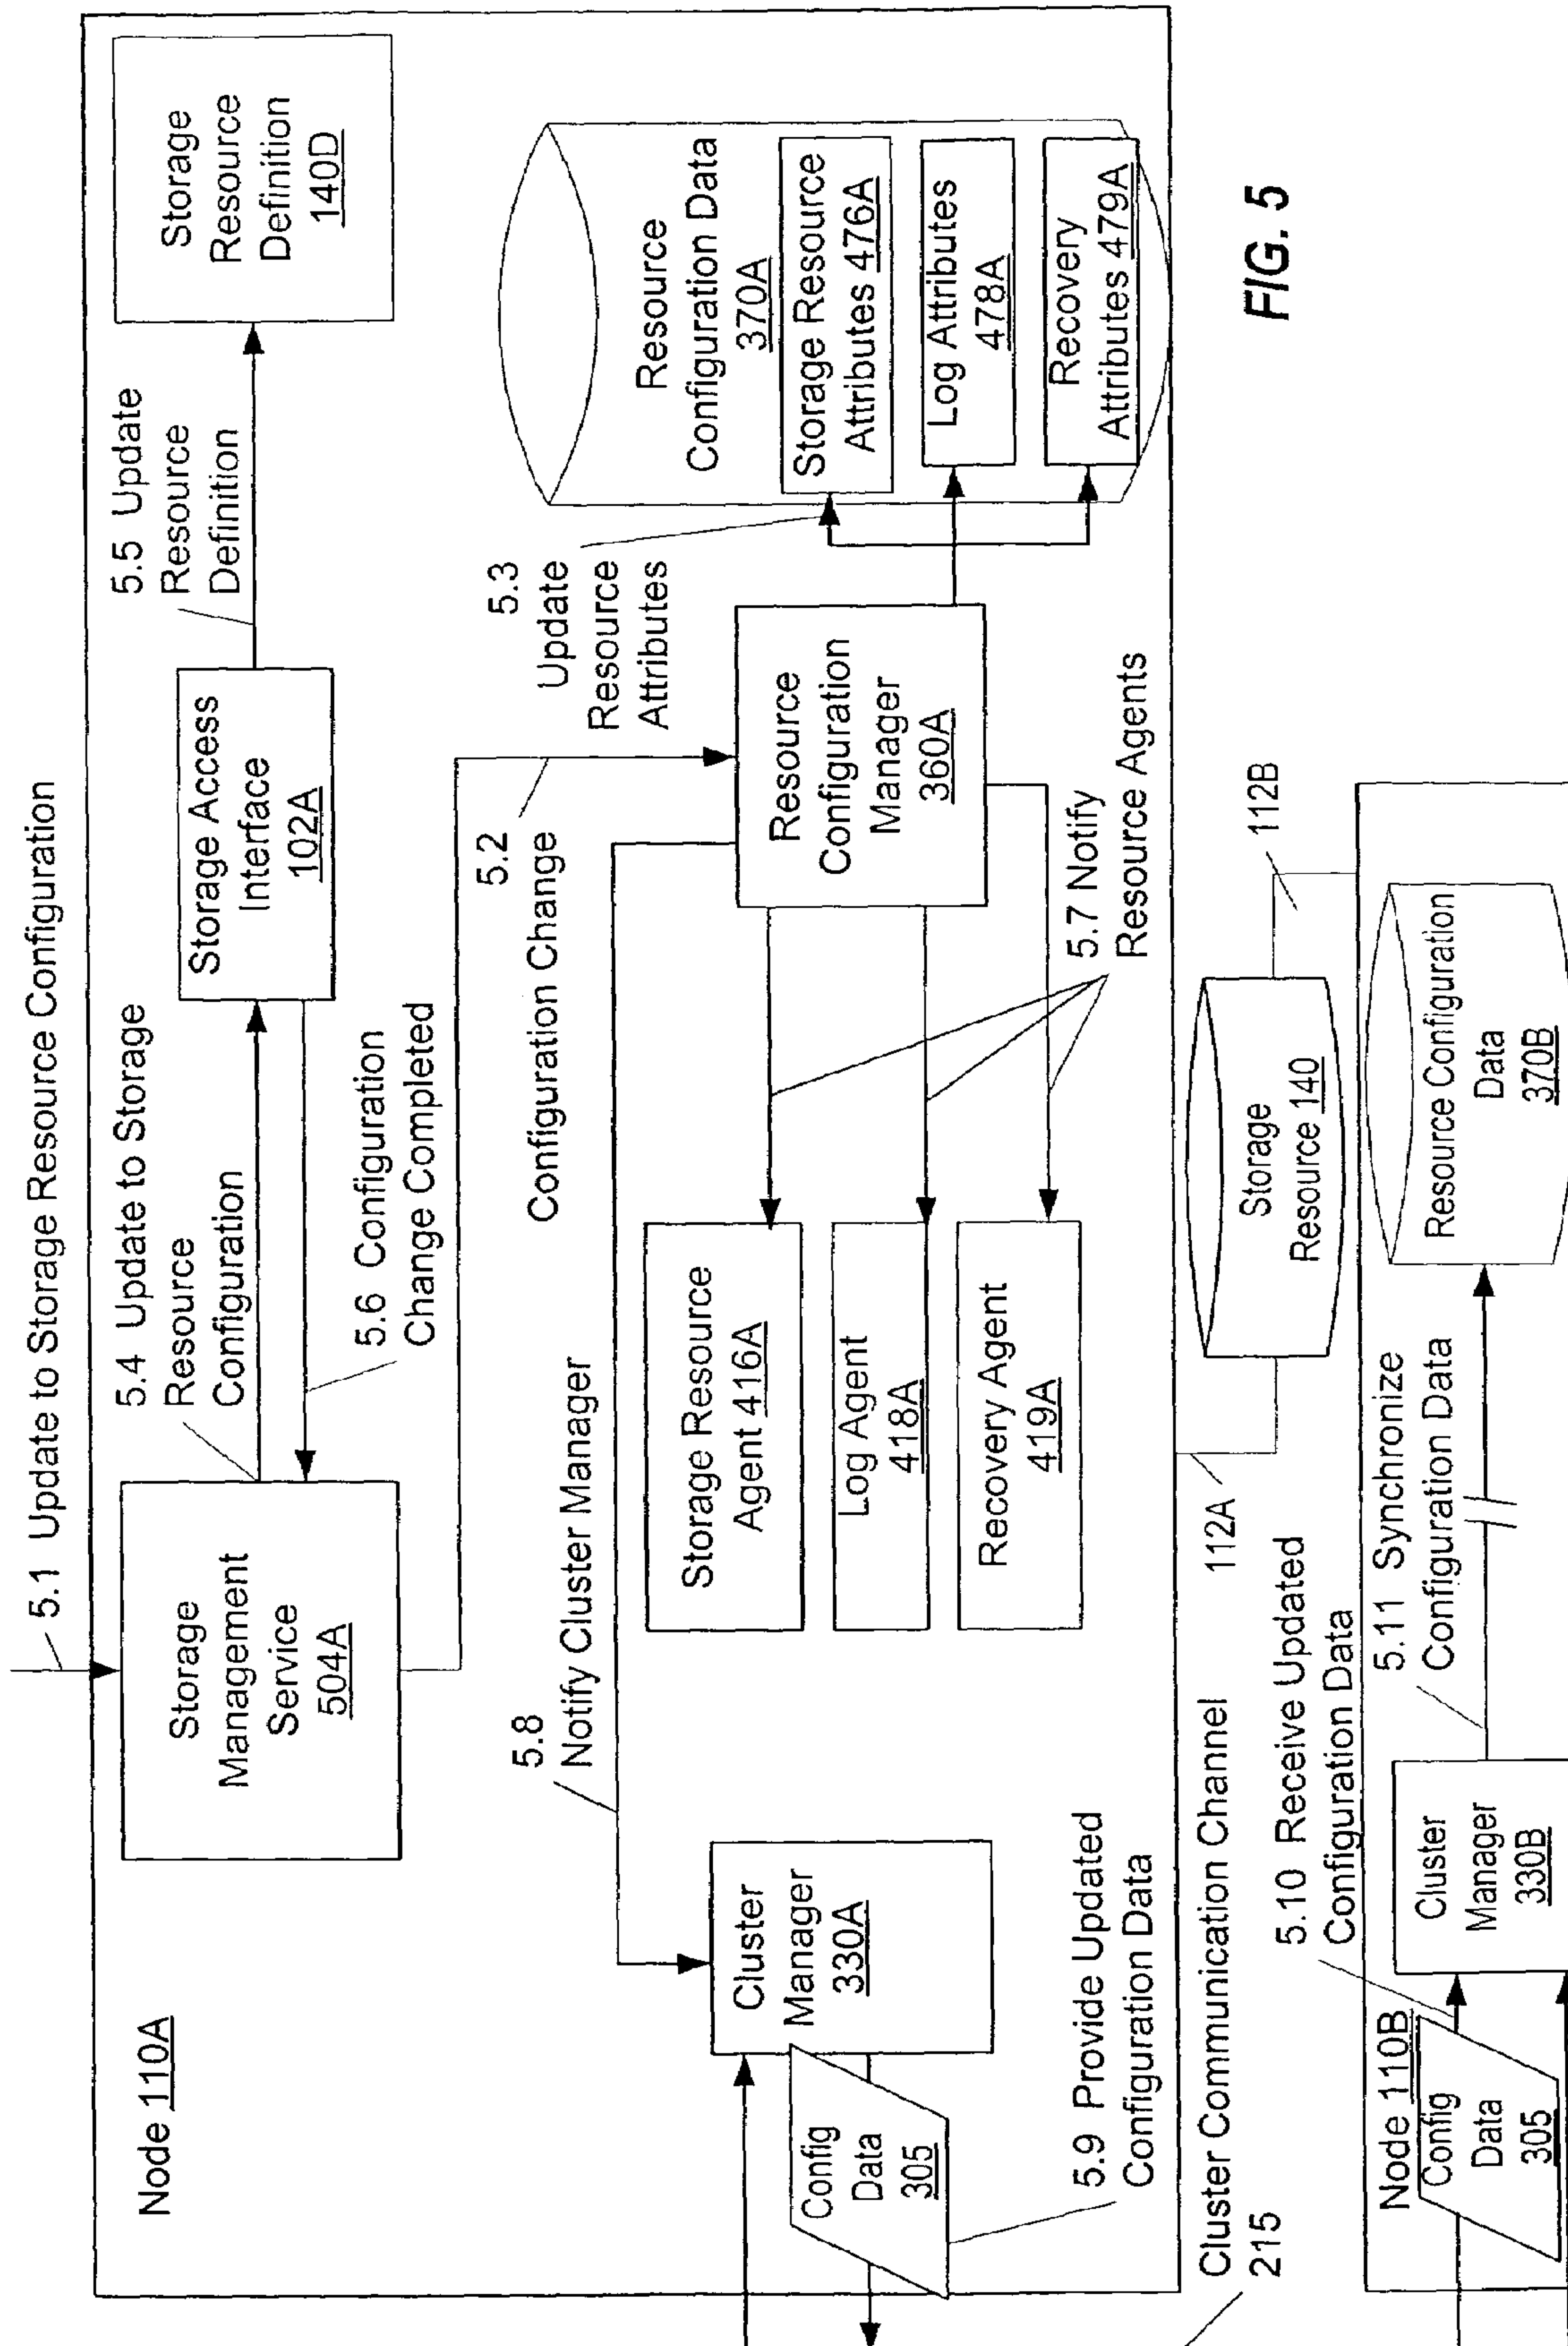 5.1 Update to Storage Resource Configuration
Node 110A
Storage
Management
Service
504A
5.4 Update to Storage
Resource
Configuration
Storage Access
Interface
102A
5.5 Update
Resource
Definition
Storage
Resource
Definition
140D
5.6 Configuration
Change Completed
5.2
Configuration Change
5.3
Update
Resource
Attributes
Resource
Configuration Data
370A
Storage Resource
Attributes 476A
Log Attributes
478A
Recovery
Attributes 479A
5.8
Notify Cluster Manager
Resource
Configuration
Manager
360A
Storage Resource
Agent 416A
Log Agent
418A
Recovery Agent
419A
5.7 Notify
Resource Agents
Cluster
Manager
330A
Config
Data
305
5.9 Provide Updated
Configuration Data
Cluster Communication Channel
215
112A
Storage
Resource 140
112B
FIG. 5
5.10 Receive Updated
Configuration Data
Node 110B
Config
Data
305
Cluster
Manager
330B
5.11 Synchronize
Configuration Data
Resource Configuration
Data
370B